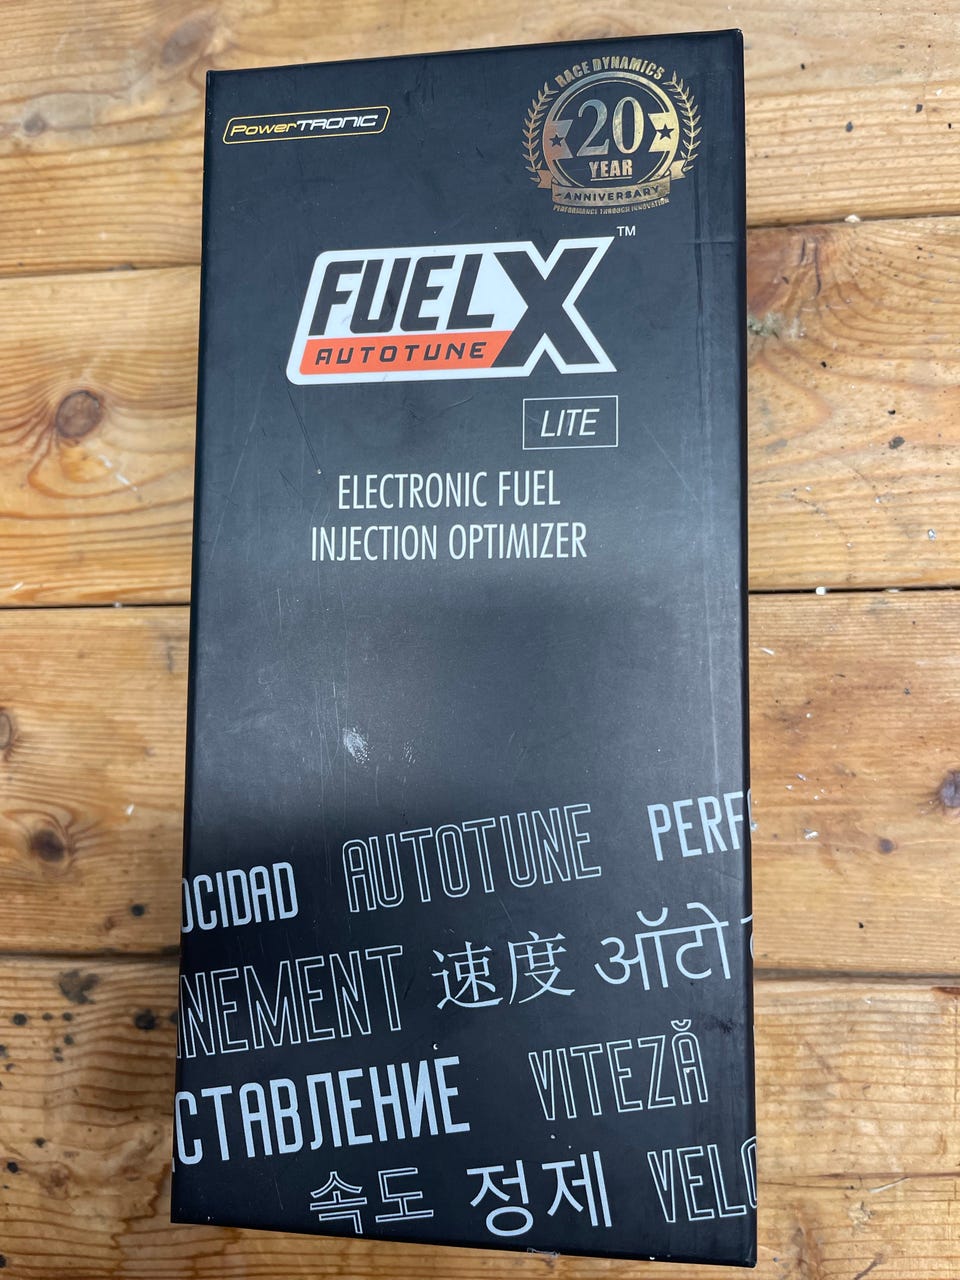 PowerTRONIC
RACE DYNAMICS
20
YEAR
ANNIVERSARY
PERFORMANCE THROUGH INNOVATION
FUELX™
AUTOTUNE
LITE
ELECTRONIC FUEL
INJECTION OPTIMIZER
OCIDAD AUTOTUNE PERF
NEMENT 速度 ऑटो
СТАВЛЕНИЕ VITEZĂ
속도 정제 VELO